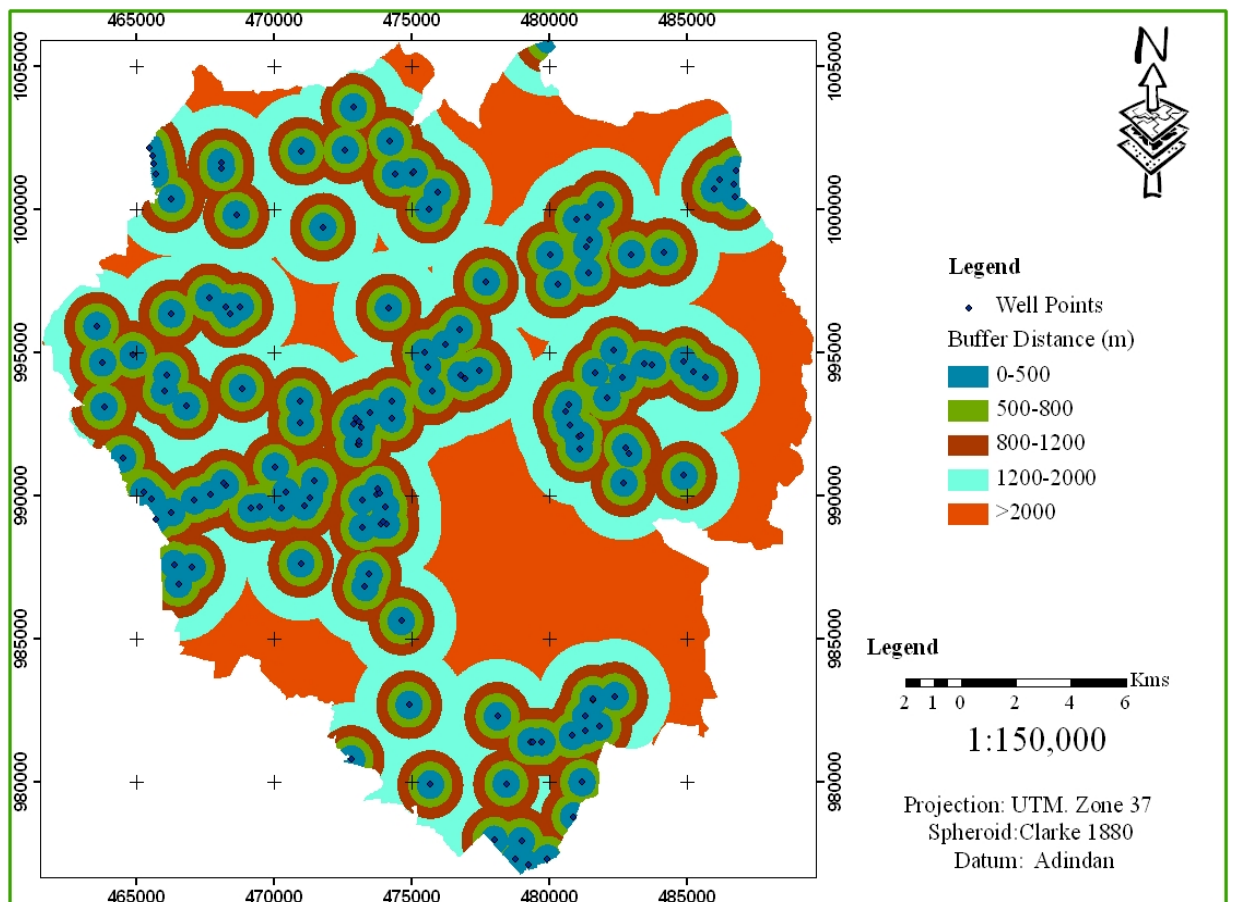 465000 470000 475000 480000 485000
1005000 1005000
1000000 1000000
995000 995000
990000 990000
985000 985000
980000 980000
465000 470000 475000 480000 485000
N
Legend
Well Points
Buffer Distance (m)
0-500
500-800
800-1200
1200-2000
>2000
Legend
Kms
2 1 0 2 4 6
1:150,000
Projection: UTM. Zone 37
Spheroid:Clarke 1880
Datum: Adindan